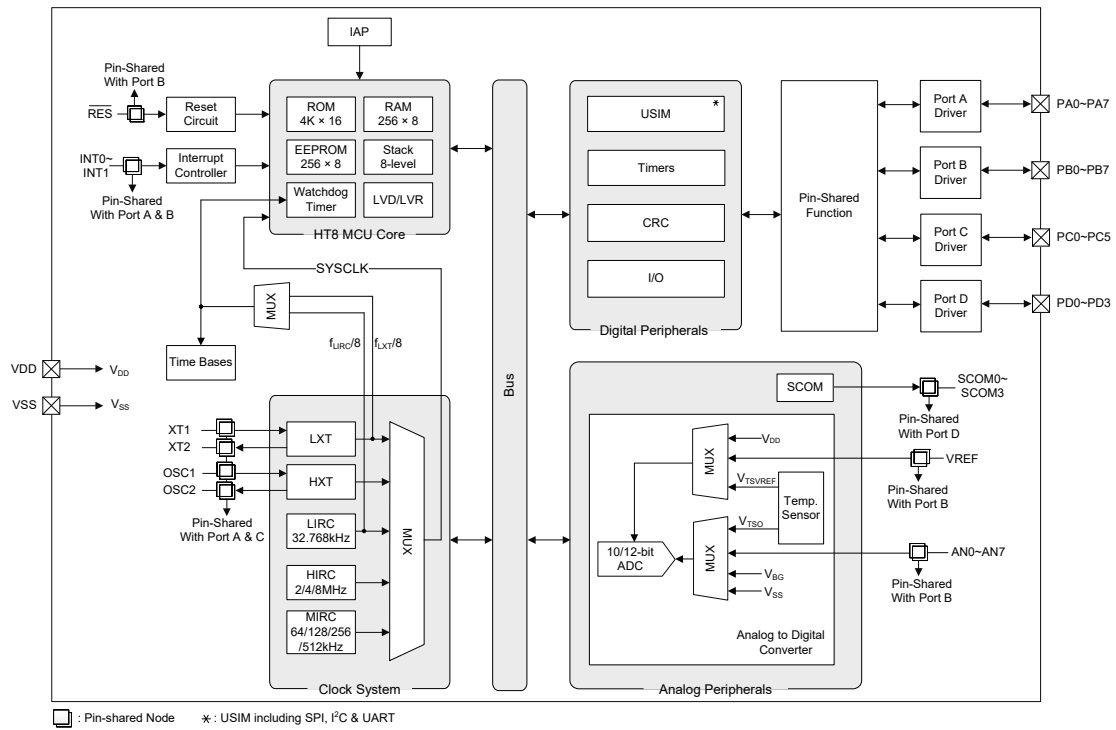 IAP
Pin-Shared
With Port B
RES
Reset
Circuit
INT0~
INT1
Interrupt
Controller
Pin-Shared
With Port A & B
ROM
4K × 16
RAM
256 × 8
EEPROM
256 × 8
Stack
8-level
Watchdog
Timer
LVD/LVR
HT8 MCU Core
SYSCLK
MUX
fLIRC/8
fLXT/8
Time Bases
VDD
VDD
VSS
VSS
XT1
XT2
OSC1
OSC2
Pin-Shared
With Port A & C
LXT
HXT
LIRC
32.768kHz
HIRC
2/4/8MHz
MIRC
64/128/256
/512kHz
MUX
Clock System
Bus
USIM
*
Timers
CRC
I/O
Digital Peripherals
Pin-Shared
Function
Port A
Driver
PA0~PA7
Port B
Driver
PB0~PB7
Port C
Driver
PC0~PC5
Port D
Driver
PD0~PD3
SCOM
SCOM0~
SCOM3
Pin-Shared
With Port D
MUX
VDD
VREF
Pin-Shared
With Port B
VTSVREF
Temp.
Sensor
VTSO
10/12-bit
ADC
MUX
AN0~AN7
Pin-Shared
With Port B
VBG
VSS
Analog to Digital
Converter
Analog Peripherals
: Pin-shared Node
* : USIM including SPI, I²C & UART